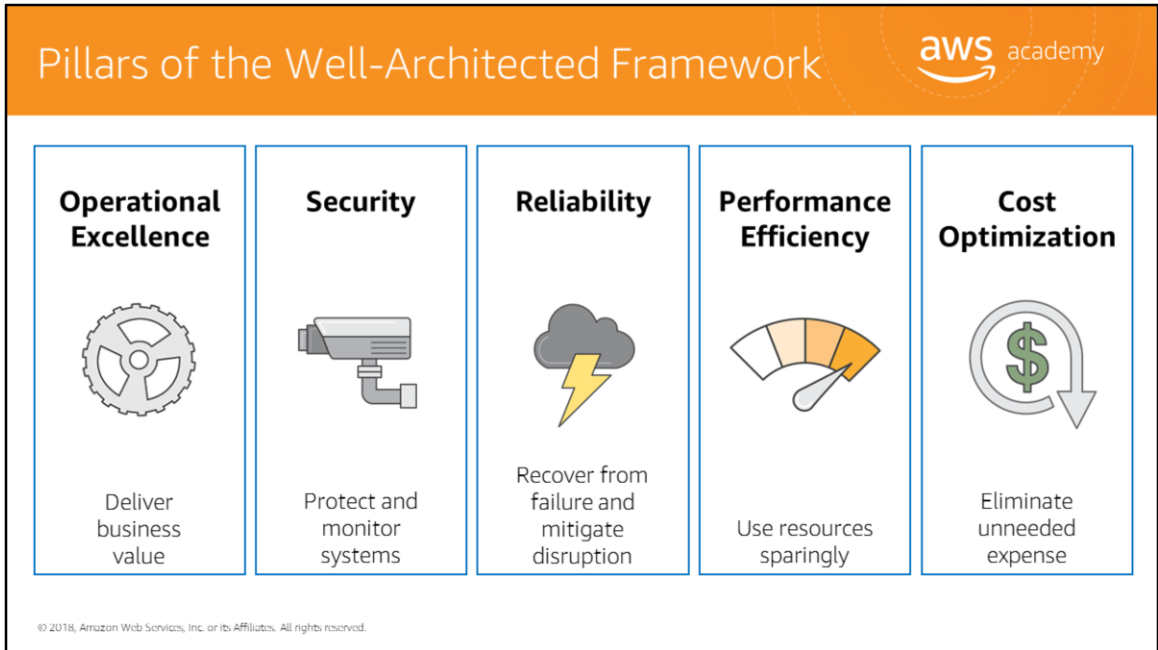 Pillars of the Well-Architected Framework
aws academy
Operational
Excellence
Deliver
business
value
Security
Protect and
monitor
systems
Reliability
Recover from
failure and
mitigate
disruption
Performance
Efficiency
Use resources
sparingly
Cost
Optimization
$
Eliminate
unneeded
expense
© 2018, Amazon Web Services, Inc. or its Affiliates. All rights reserved.